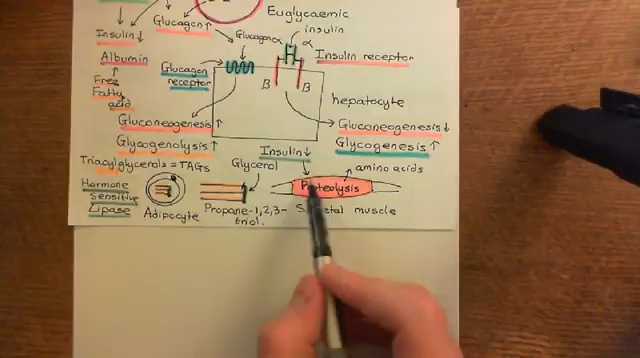 Euglycaemic
Glucagon ↑
insulin
Insulin ↓
Glucagon
α
α
Insulin receptor
Albumin
Glucagon
receptor
Free
Fatty
acid
β
β
hepatocyte
Gluconeogenesis ↑
Gluconeogenesis ↓
Glycogenolysis ↑
Insulin ↓
Glycogenesis ↑
Triacylglycerols = TAGs
Glycerol
amino acids
Hormone
Sensitive
Lipase
Proteolysis
Adipocyte
Propane-1,2,3-
triol.
Skeletal muscle